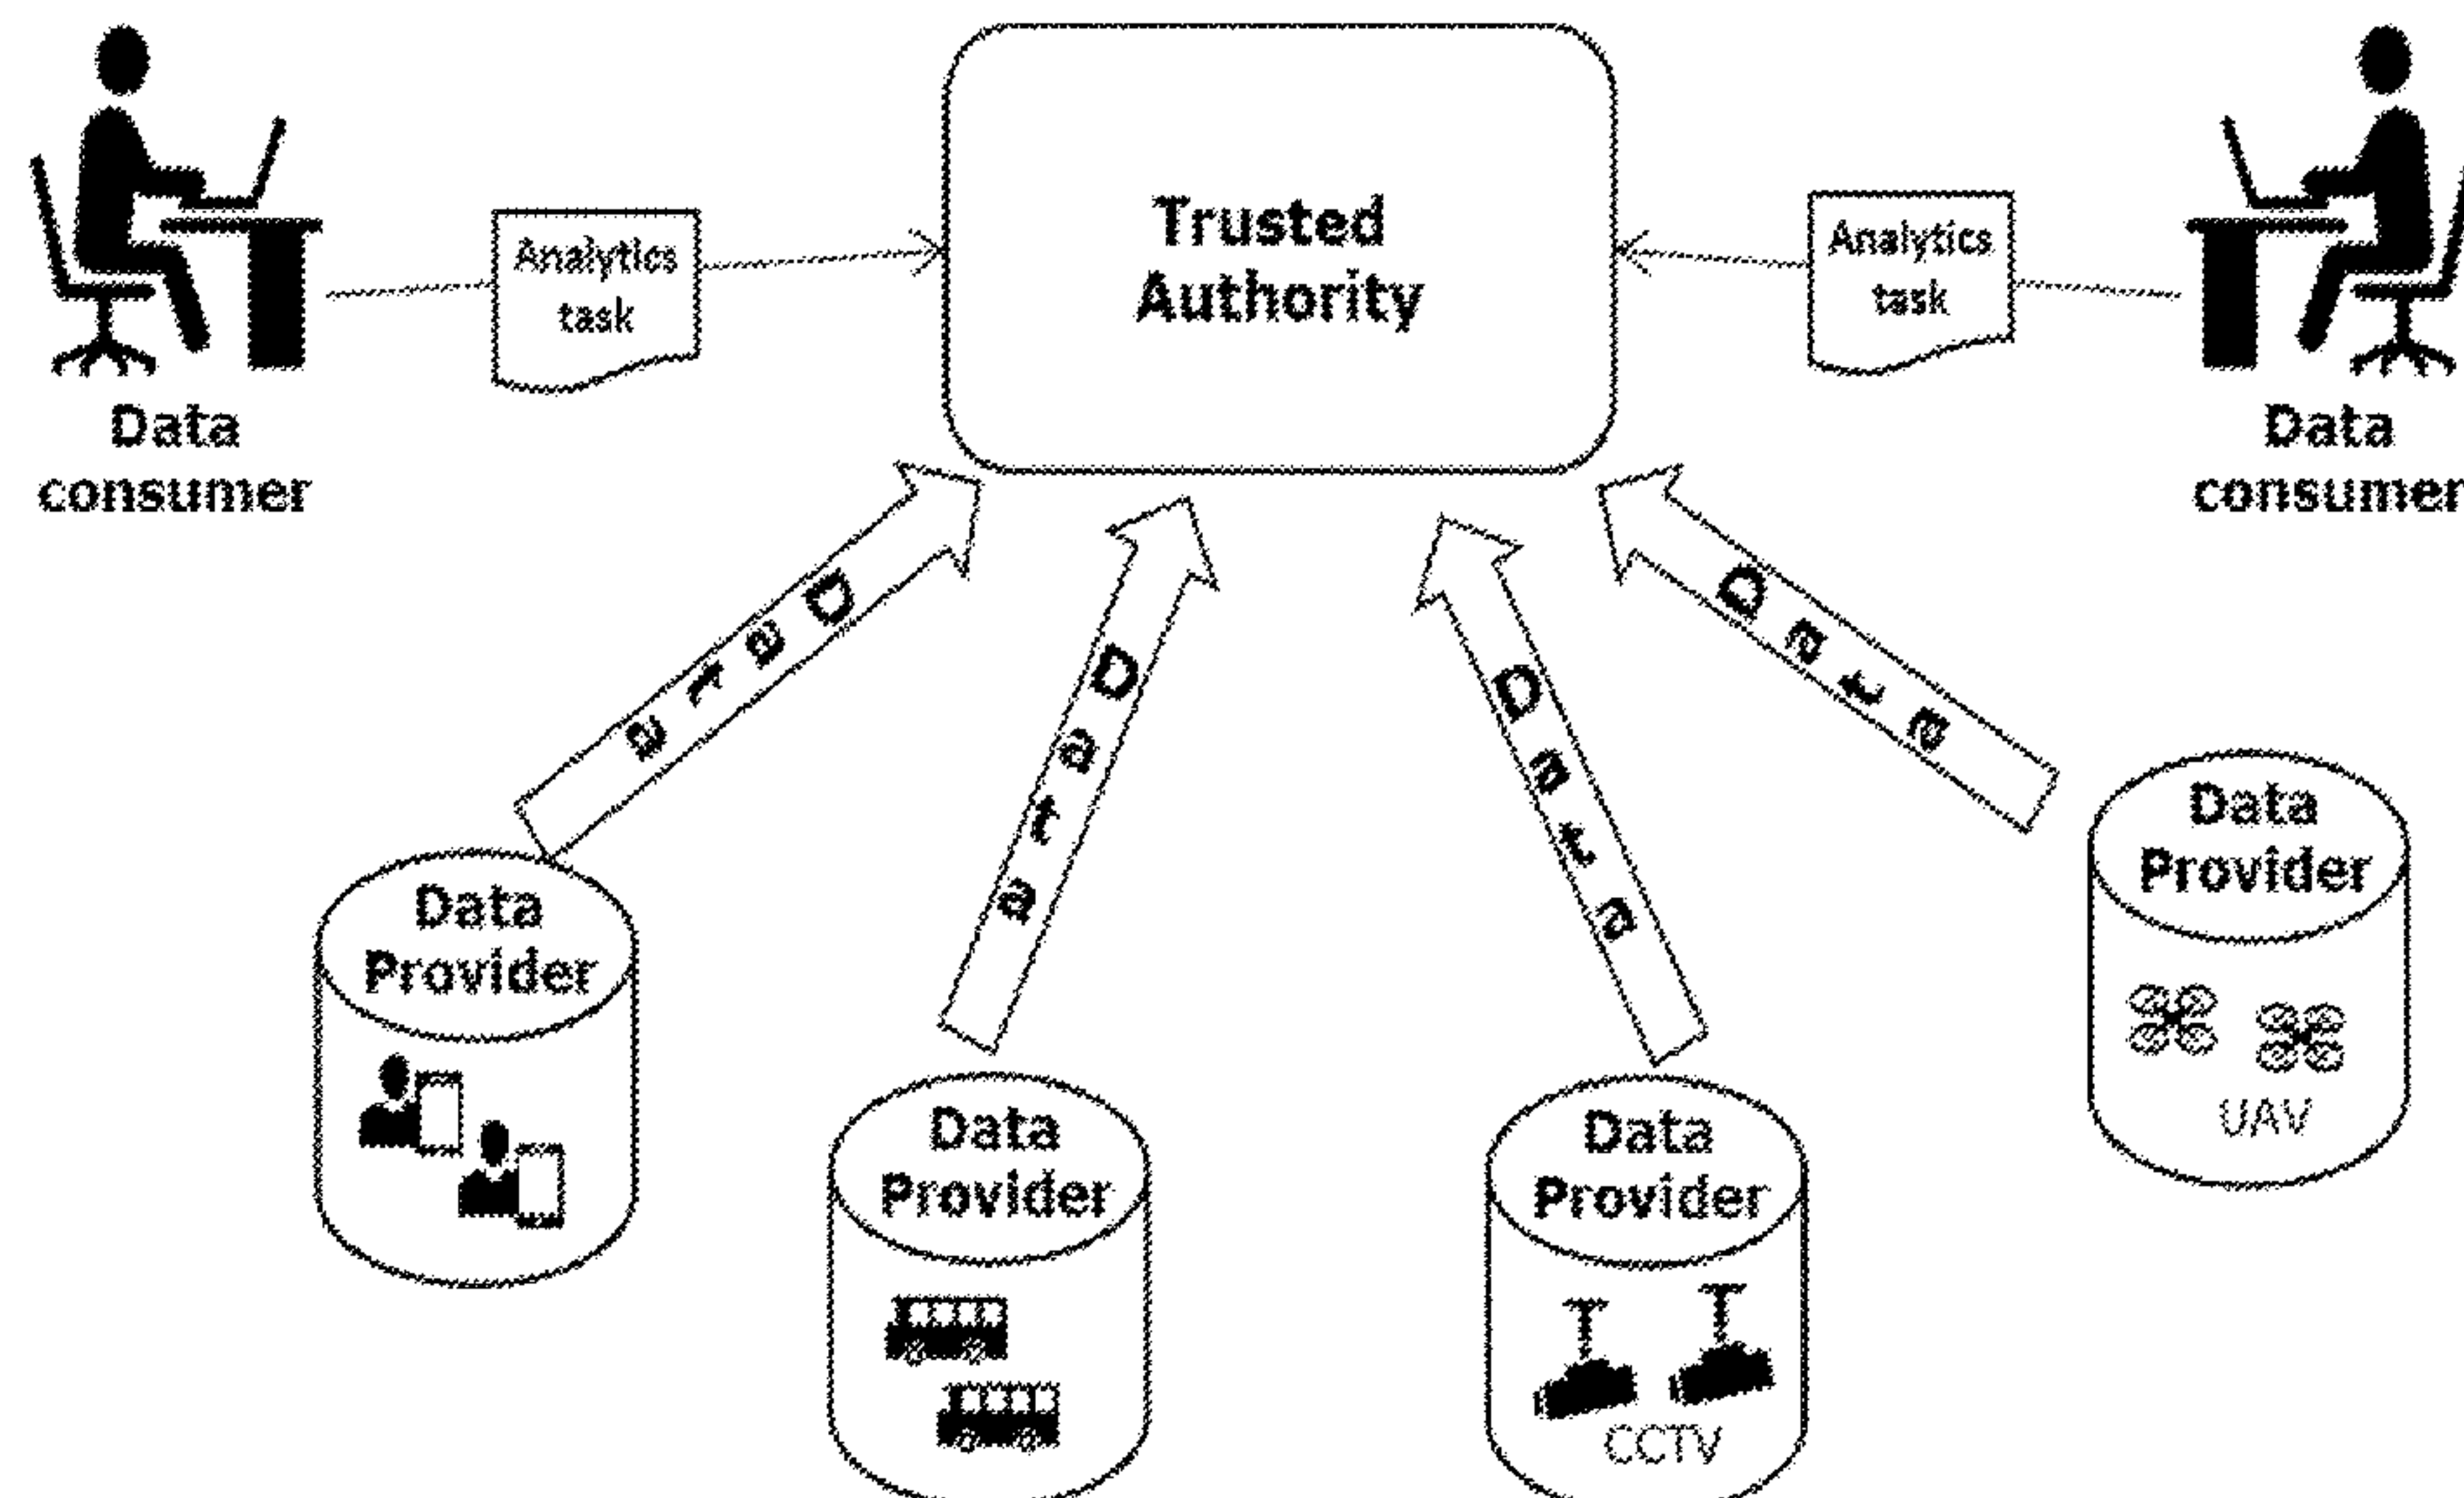 Trusted
Authority
Analytics
task
Analytics
task
Data
consumer
Data
consumer
Data
Data
Data
Data
Data
Provider
Data
Provider
Data
Provider
Data
Provider
UAV
CCTV